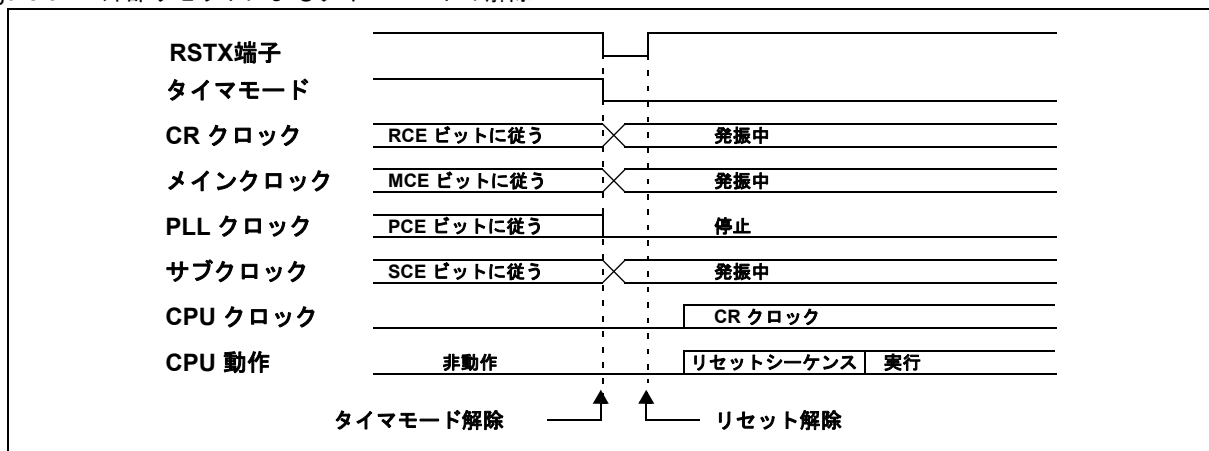 RSTX端子
タイマモード
CR クロック RCE ビットに従う 発振中
メインクロック MCE ビットに従う 発振中
PLL クロック PCE ビットに従う 停止
サブクロック SCE ビットに従う 発振中
CPU クロック CR クロック
CPU 動作 非動作 リセットシーケンス 実行
タイマモード解除 リセット解除